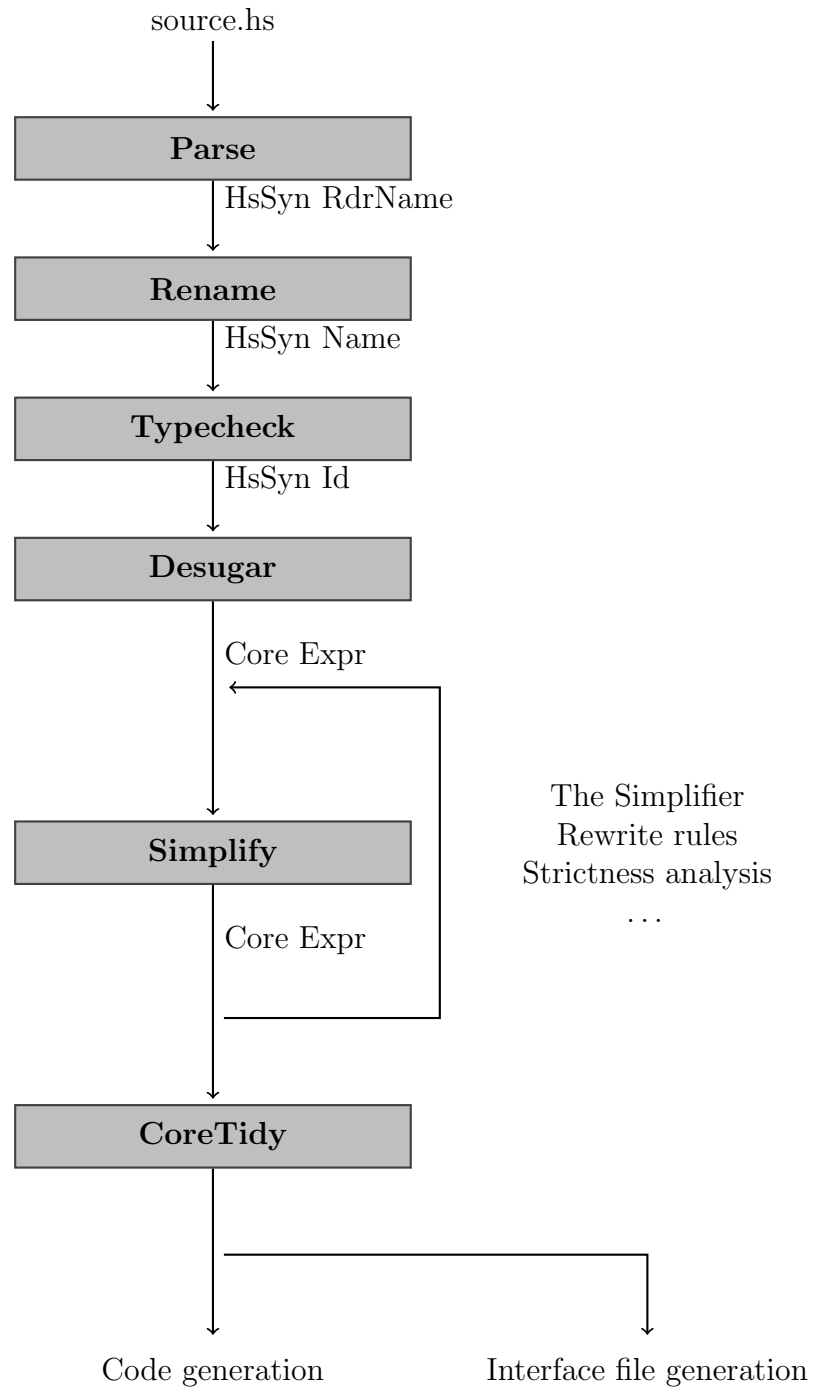 source.hs
Parse
HsSyn RdrName
Rename
HsSyn Name
Typecheck
HsSyn Id
Desugar
Core Expr
The Simplifier
Rewrite rules
Strictness analysis
. . .
Simplify
Core Expr
CoreTidy
Code generation
Interface file generation